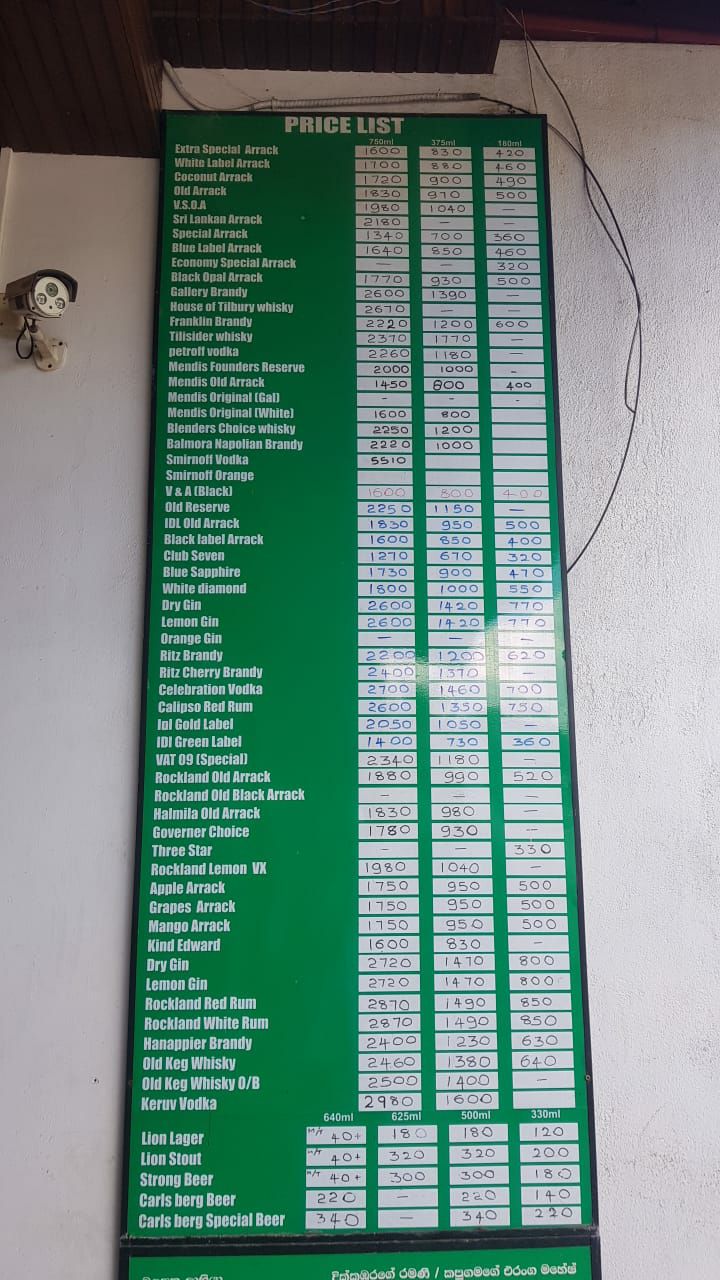 PRICE LIST
750ml 375ml 180ml
Extra Special Arrack 1600 830 420
White Label Arrack 1700 880 460
Coconut Arrack 1720 900 490
Old Arrack 1830 970 500
V.S.O.A 1980 1040 —
Sri Lankan Arrack 2180 — —
Special Arrack 1340 700 360
Blue Label Arrack 1640 850 460
Economy Special Arrack — — 320
Black Opal Arrack 1770 930 500
Gallery Brandy 2600 1390 —
House of Tilbury whisky 2670 — —
Franklin Brandy 2220 1200 600
Tilisider whisky 2370 1770 —
petroff vodka 2260 1180 —
Mendis Founders Reserve 2000 1000 -
Mendis Old Arrack 1450 800 400
Mendis Original (Gal) - - -
Mendis Original (White) 1600 800
Blenders Choice whisky 2250 1200
Balmora Napolian Brandy 2220 1000
Smirnoff Vodka 5510
Smirnoff Orange
V & A (Black) 1600 800 400
Old Reserve 2250 1150 —
IDL Old Arrack 1830 950 500
Black label Arrack 1600 850 400
Club Seven 1270 670 320
Blue Sapphire 1730 900 470
White diamond 1800 1000 550
Dry Gin 2600 1420 770
Lemon Gin 2600 1420 770
Orange Gin — — —
Ritz Brandy 2200 1200 620
Ritz Cherry Brandy 2400 1370 —
Celebration Vodka 2700 1460 700
Calipso Red Rum 2600 1350 750
Gold Label 2050 1050 —
IDl Green Label 1400 730 360
VAT 09 (Special) 2340 1180 —
Rockland Old Arrack 1880 990 520
Rockland Old Black Arrack — — —
Halmila Old Arrack 1830 980 —
Governer Choice 1780 930 —
Three Star - - 330
Rockland Lemon VX 1980 1040 —
Apple Arrack 1750 950 500
Grapes Arrack 1750 950 500
Mango Arrack 1750 950 500
Kind Edward 1600 830 -
Dry Gin 2720 1470 800
Lemon Gin 2720 1470 800
Rockland Red Rum 2870 1490 850
Rockland White Rum 2870 1490 850
Hanappier Brandy 2400 1230 630
Old Keg Whisky 2460 1380 640
Old Keg Whisky O/B 2500 1400 —
Keruv Vodka 2980 1600
640ml 625ml 500ml 330ml
Lion Lager M/T 40+ 180 180 120
Lion Stout M/T 40+ 320 320 200
Strong Beer M/T 40+ 300 300 180
Carls berg Beer 220 — 220 140
Carls berg Special Beer 340 — 340 220
වික්කඹරගේ රමණී / කපුගමගේ එරංග මහේෂ්